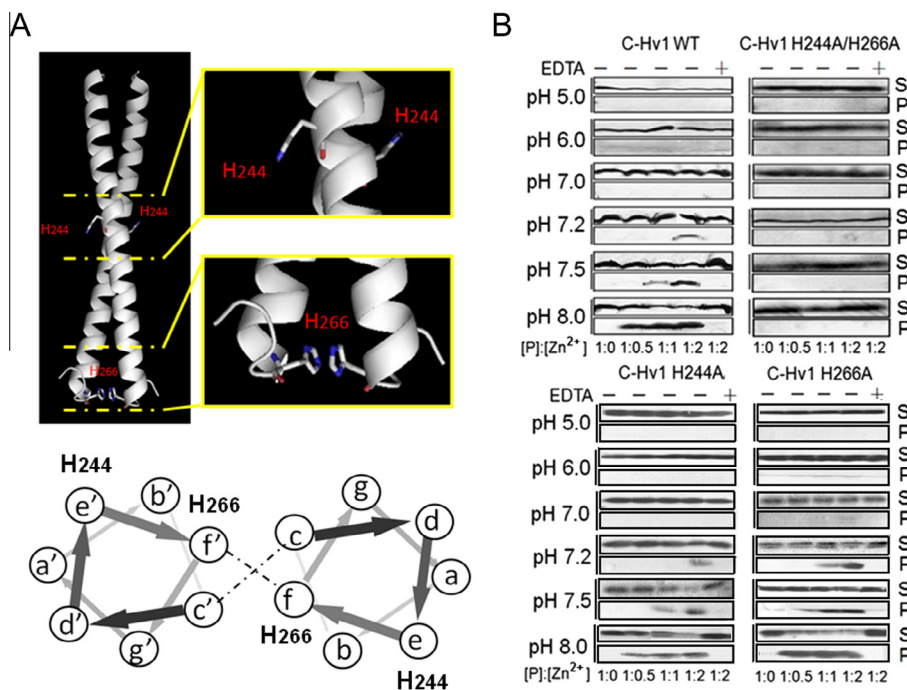 A
H244
H244
H244
H244
H266
H266
H244
H266
b'
e'
f'
a'
d'
c'
g'
g
c
d
a
f
b
e
H266
H244
B
C-Hv1 WT C-Hv1 H244A/H266A
EDTA – – – – + – – – – +
pH 5.0 S
P
pH 6.0 S
P
pH 7.0 S
P
pH 7.2 S
P
pH 7.5 S
P
pH 8.0 S
P
[P]:[Zn²⁺] 1:0 1:0.5 1:1 1:2 1:2 1:0 1:0.5 1:1 1:2 1:2
C-Hv1 H244A C-Hv1 H266A
EDTA – – – – + – – – – +
pH 5.0 S
P
pH 6.0 S
P
pH 7.0 S
P
pH 7.2 S
P
pH 7.5 S
P
pH 8.0 S
P
[P]:[Zn²⁺] 1:0 1:0.5 1:1 1:2 1:2 1:0 1:0.5 1:1 1:2 1:2